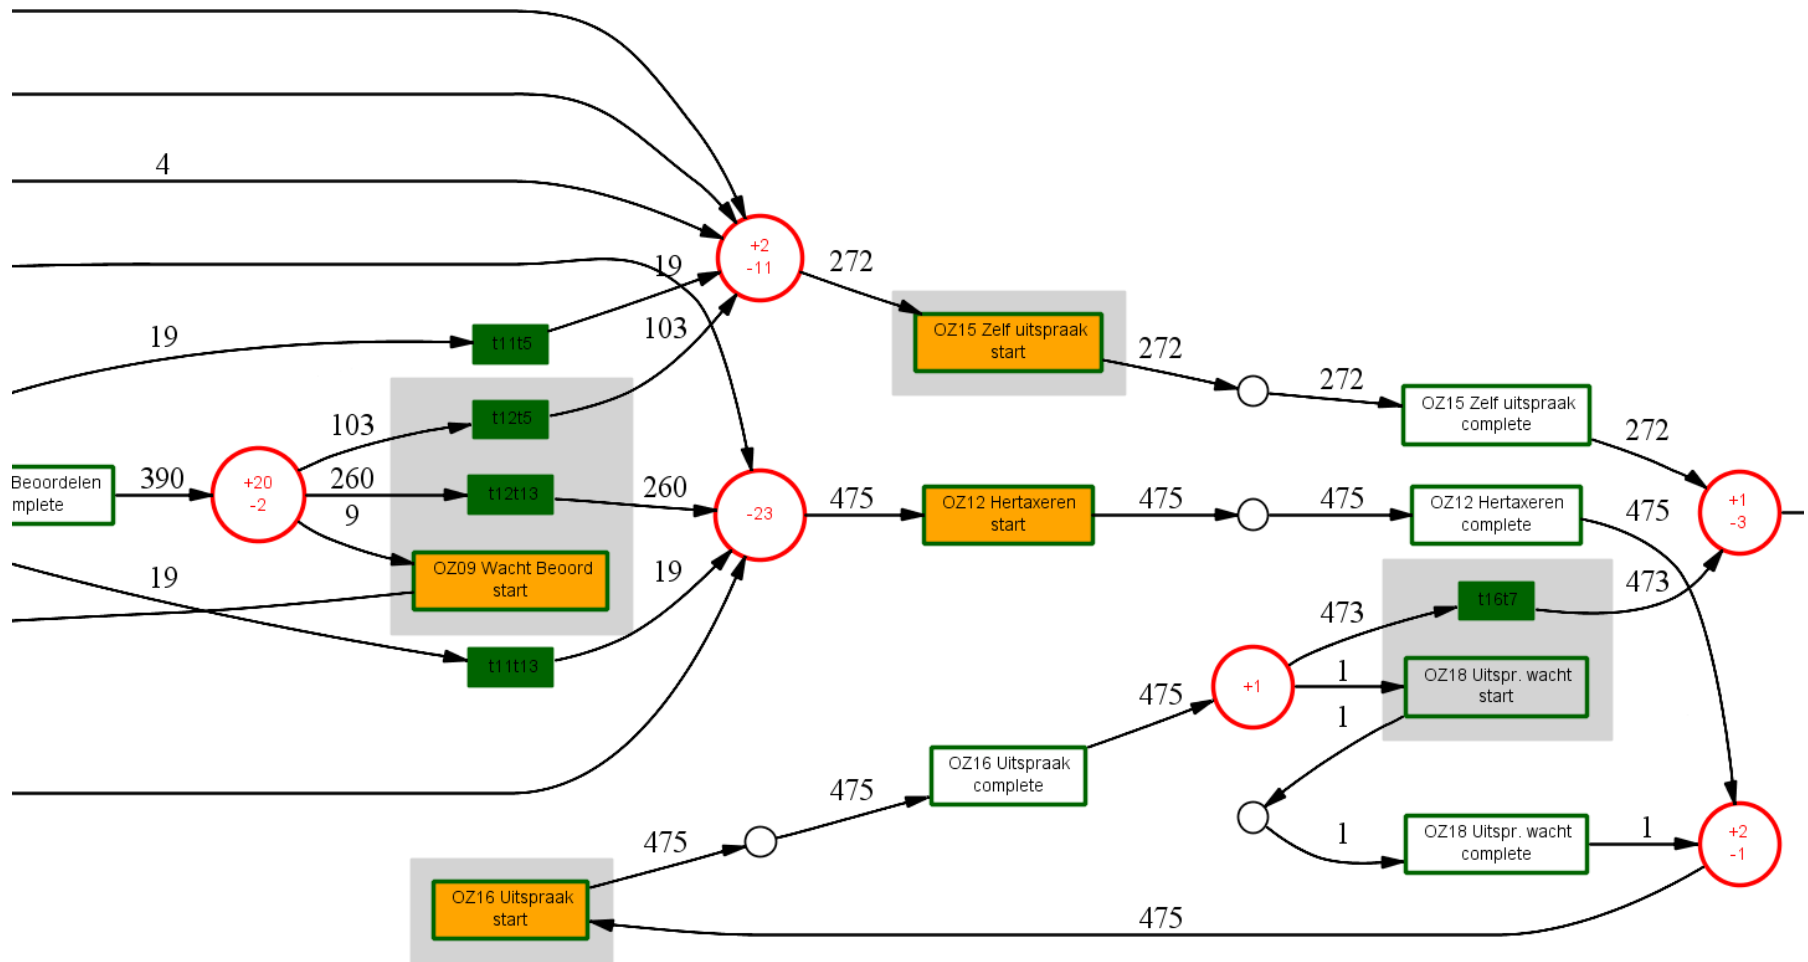 4
+2
-11
272
19
103
19
t11t5
OZ15 Zelf uitspraak
start
272
272
OZ15 Zelf uitspraak
complete
272
103
t12t5
Beoordelen
mplete
390
+20
-2
260
t12t13
260
-23
475
OZ12 Hertaxeren
start
475
475
OZ12 Hertaxeren
complete
475
+1
-3
9
OZ09 Wacht Beoord
start
19
19
t11t13
473
t16t7
473
+1
1
OZ18 Uitspr. wacht
start
1
475
OZ16 Uitspraak
complete
475
475
1
OZ18 Uitspr. wacht
complete
1
+2
-1
OZ16 Uitspraak
start
475